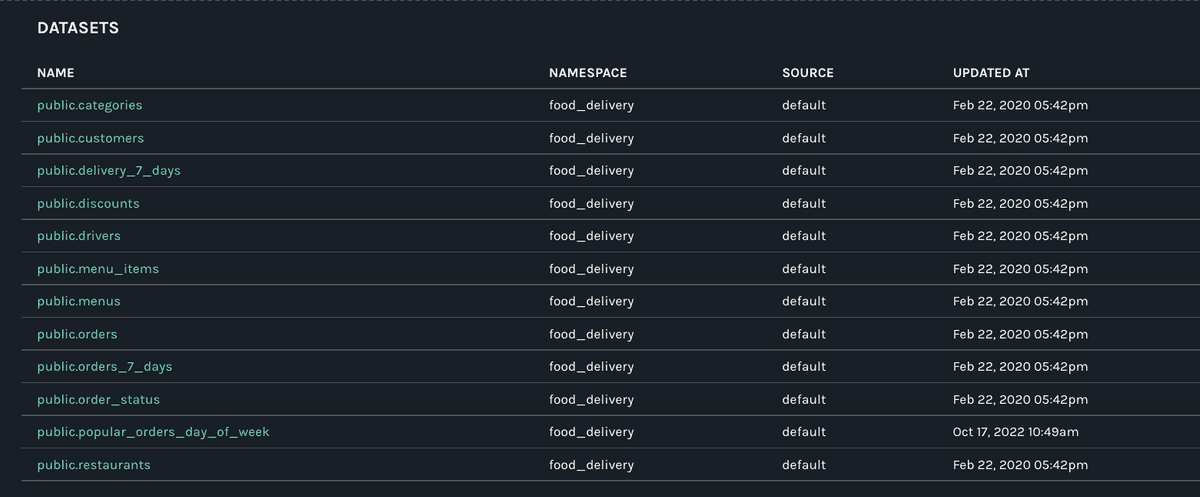 DATASETS
NAME NAMESPACE SOURCE UPDATED AT
public.categories food_delivery default Feb 22, 2020 05:42pm
public.customers food_delivery default Feb 22, 2020 05:42pm
public.delivery_7_days food_delivery default Feb 22, 2020 05:42pm
public.discounts food_delivery default Feb 22, 2020 05:42pm
public.drivers food_delivery default Feb 22, 2020 05:42pm
public.menu_items food_delivery default Feb 22, 2020 05:42pm
public.menus food_delivery default Feb 22, 2020 05:42pm
public.orders food_delivery default Feb 22, 2020 05:42pm
public.orders_7_days food_delivery default Feb 22, 2020 05:42pm
public.order_status food_delivery default Feb 22, 2020 05:42pm
public.popular_orders_day_of_week food_delivery default Oct 17, 2022 10:49am
public.restaurants food_delivery default Feb 22, 2020 05:42pm